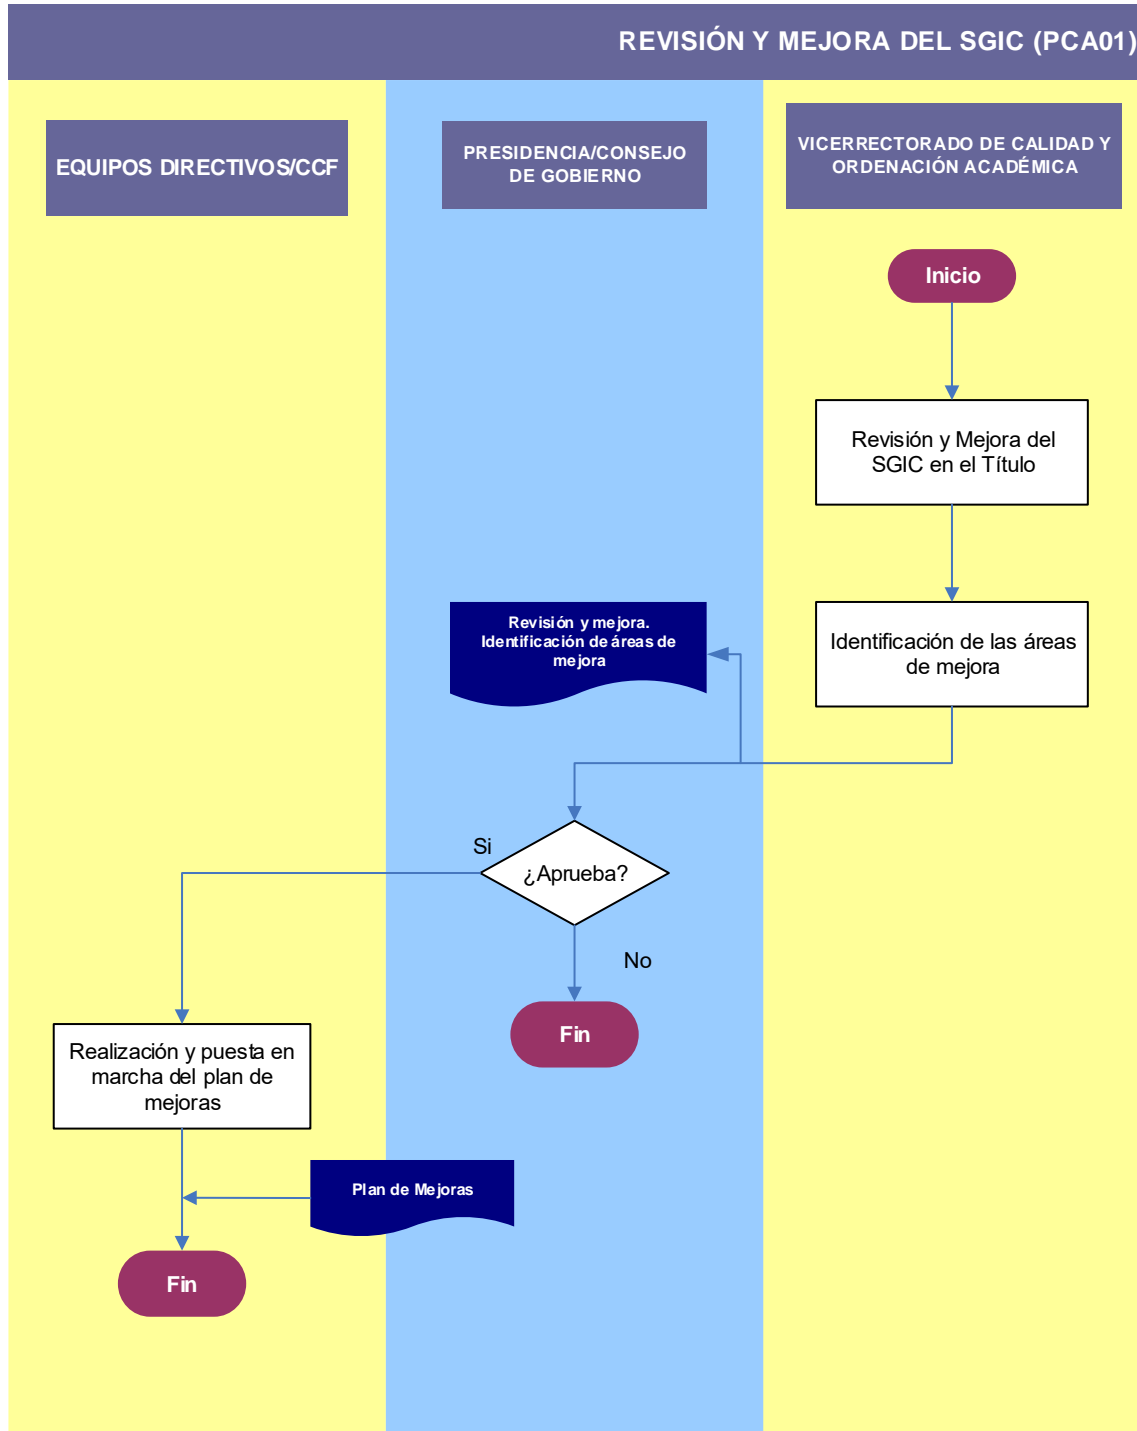 REVISIÓN Y MEJORA DEL SGIC (PCA01)
EQUIPOS DIRECTIVOS/CCF
PRESIDENCIA/CONSEJO
DE GOBIERNO
VICERRECTORADO DE CALIDAD Y
ORDENACIÓN ACADÉMICA
Inicio
Revisión y Mejora del
SGIC en el Título
Identificación de las áreas
de mejora
Revisión y mejora.
Identificación de áreas de
mejora
¿Aprueba?
Si
No
Fin
Realización y puesta en
marcha del plan de
mejoras
Plan de Mejoras
Fin